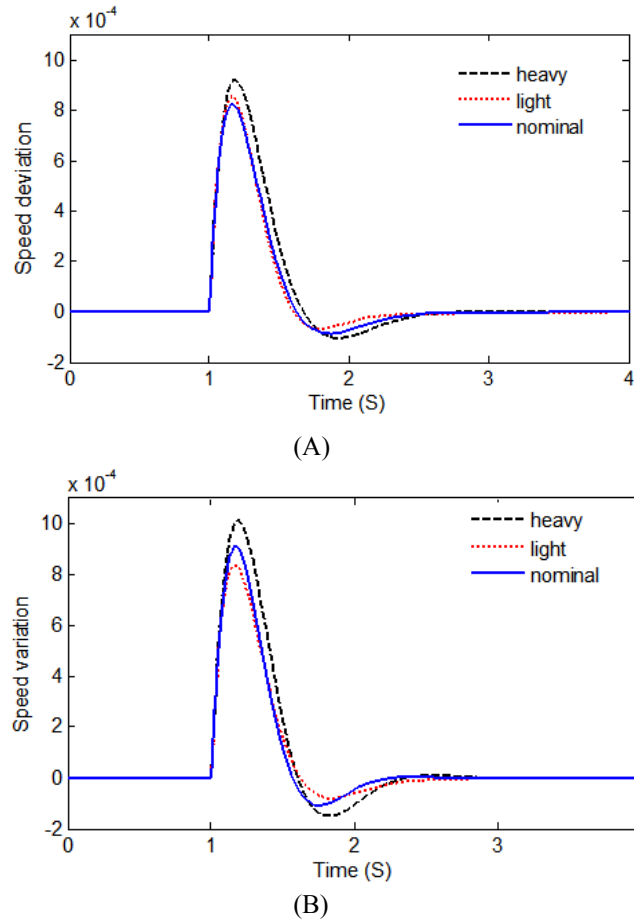 x 10-4
10
8
6
4
2
0
-2
Speed deviation
heavy
light
nominal
0 1 2 3 4
Time (S)
(A)
x 10-4
10
8
6
4
2
0
-2
Speed variation
heavy
light
nominal
0 1 2 3
Time (S)
(B)